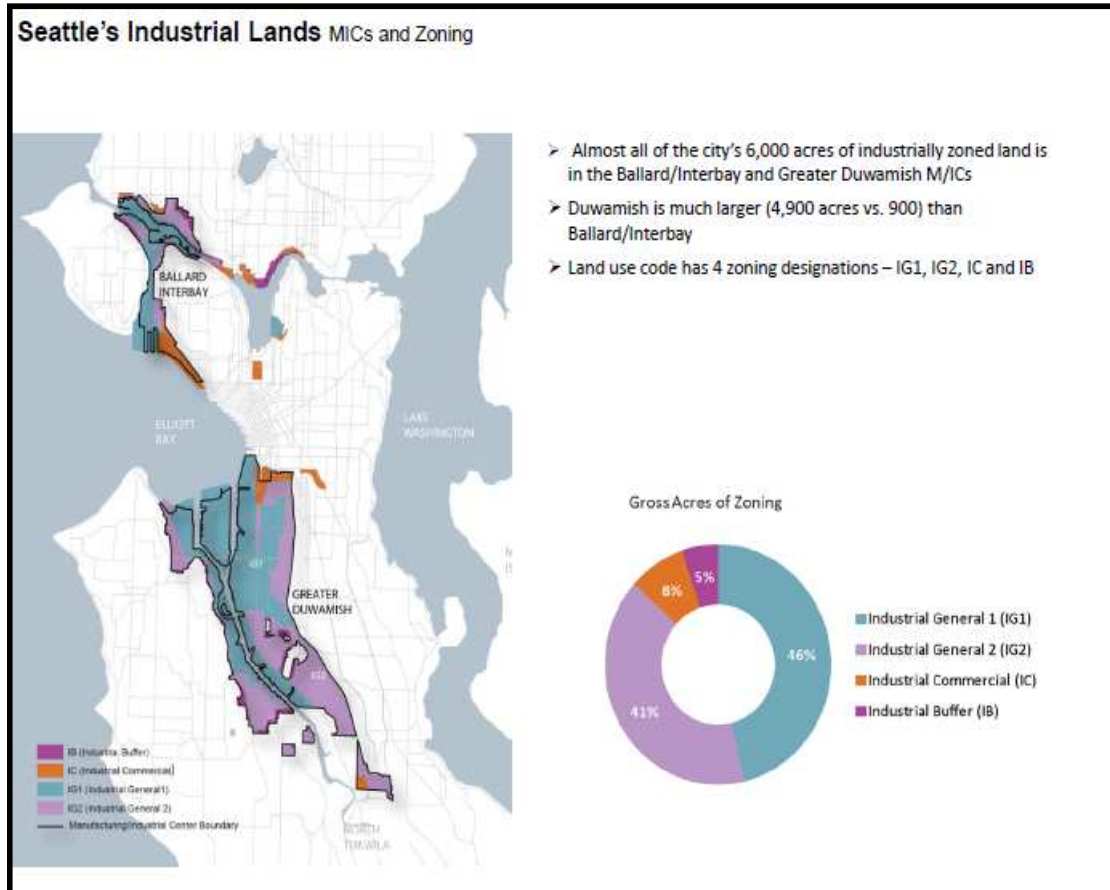 Seattle's Industrial Lands MICs and Zoning
➢ Almost all of the city's 6,000 acres of industrially zoned land is
in the Ballard/Interbay and Greater Duwamish M/ICs
➢ Duwamish is much larger (4,900 acres vs. 900) than
Ballard/Interbay
➢ Land use code has 4 zoning designations – IG1, IG2, IC and IB
BALLARD
INTERBAY
ELLIOTT
BAY
LAKE
WASHINGTON
IG1
GREATER
DUWAMISH
IG2
IB (Industrial Buffer)
IC (Industrial Commercial)
IG1 (Industrial General 1)
IG2 (Industrial General 2)
Manufacturing/Industrial Center Boundary
NORTH
TUKWILA
Gross Acres of Zoning
5%
8%
46%
41%
Industrial General 1 (IG1)
Industrial General 2 (IG2)
Industrial Commercial (IC)
Industrial Buffer (IB)